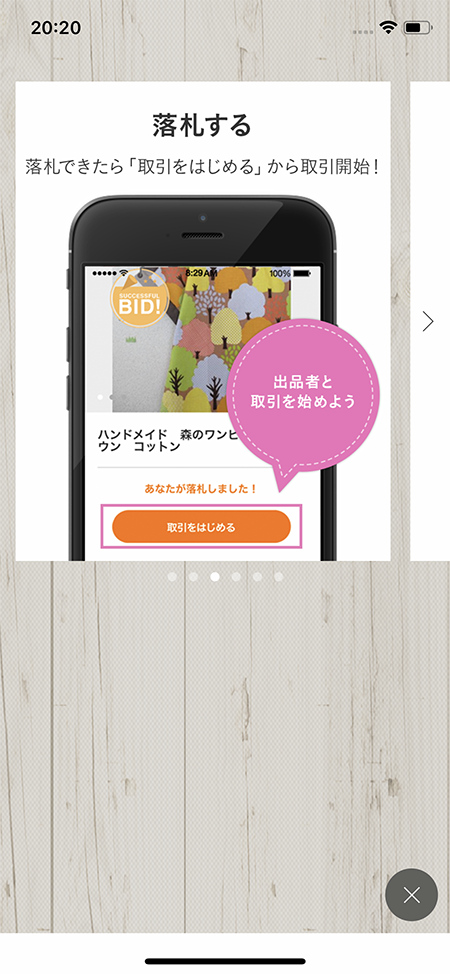 20:20
落札する
落札できたら「取引をはじめる」から取引開始！
8:29 AM
100%
SUCCESSFUL
BID!
出品者と
取引を始めよう
ハンドメイド　森のワンピ
ウン　コットン
あなたが落札しました！
取引をはじめる